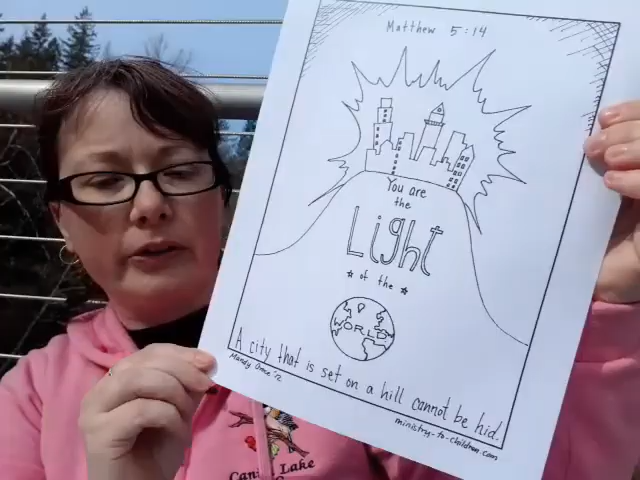 Matthew 5:14
You are
the
Light
of the
WORLD
A city that is set on a hill cannot be hid.
Mandy '12
ministry-to-children.com
Lake